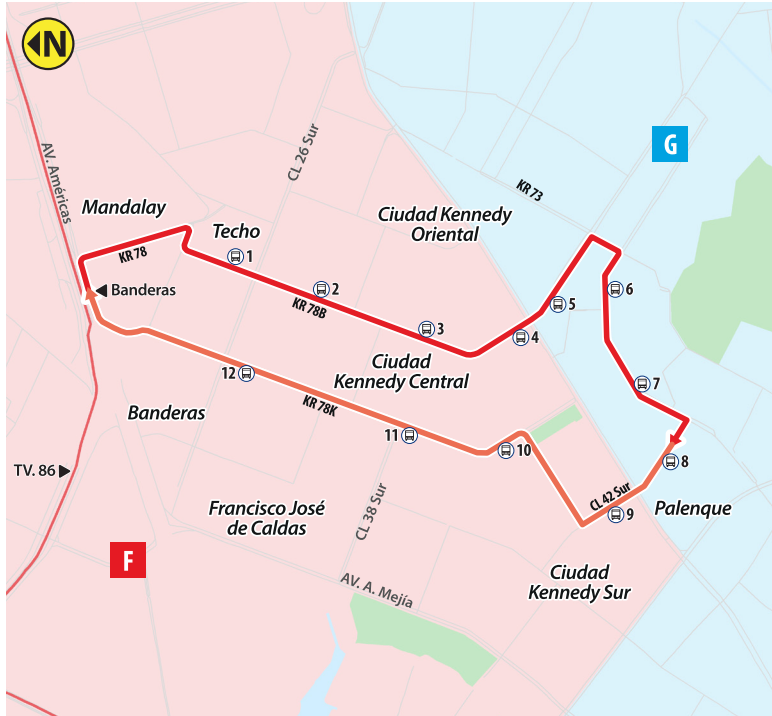 N
AV. Américas
CL 26 Sur
G
KR 73
Mandalay
Ciudad Kennedy
Oriental
Techo
KR 78
1
Banderas
2
6
KR 78B
5
3
4
Ciudad
Kennedy Central
12
7
KR 78K
Banderas
11
10
8
TV. 86
CL 42 Sur
Francisco José
de Caldas
CL 38 Sur
9
Palenque
F
Ciudad
Kennedy Sur
AV. A. Mejía